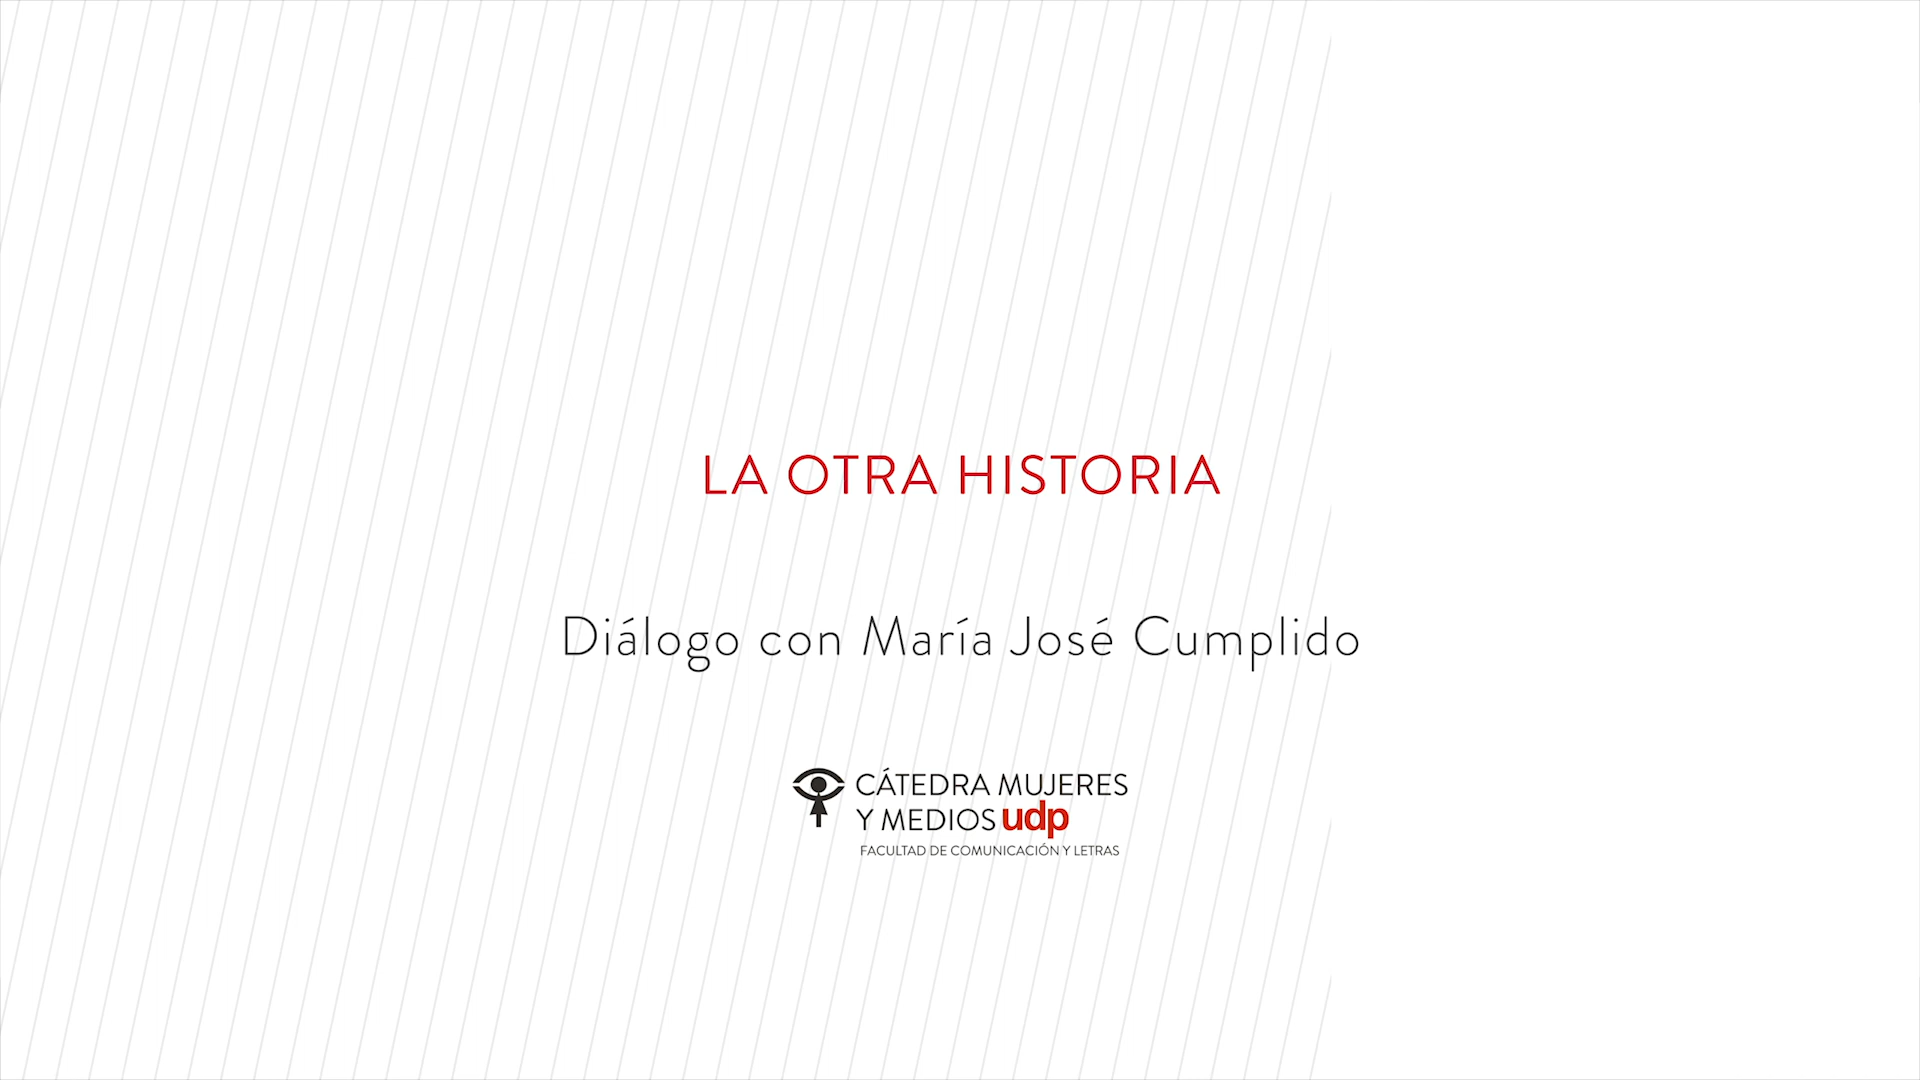 LA OTRA HISTORIA
Diálogo con María José Cumplido
CÁTEDRA MUJERES
Y MEDIOS udp
FACULTAD DE COMUNICACIÓN Y LETRAS